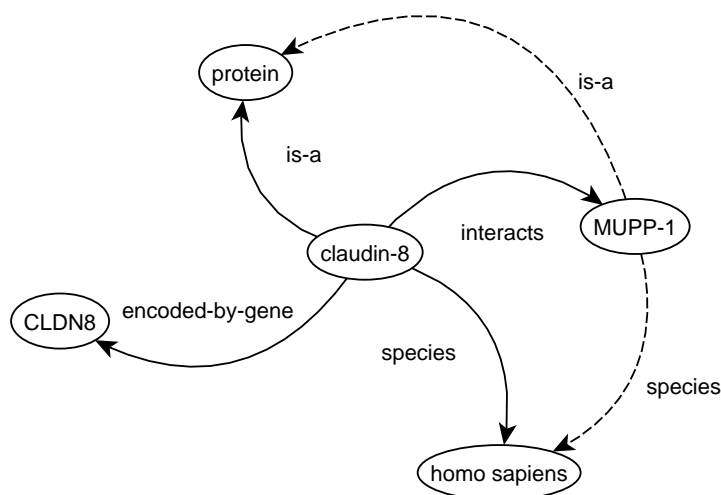 protein
is-a
is-a
interacts
MUPP-1
claudin-8
encoded-by-gene
CLDN8
species
species
homo sapiens